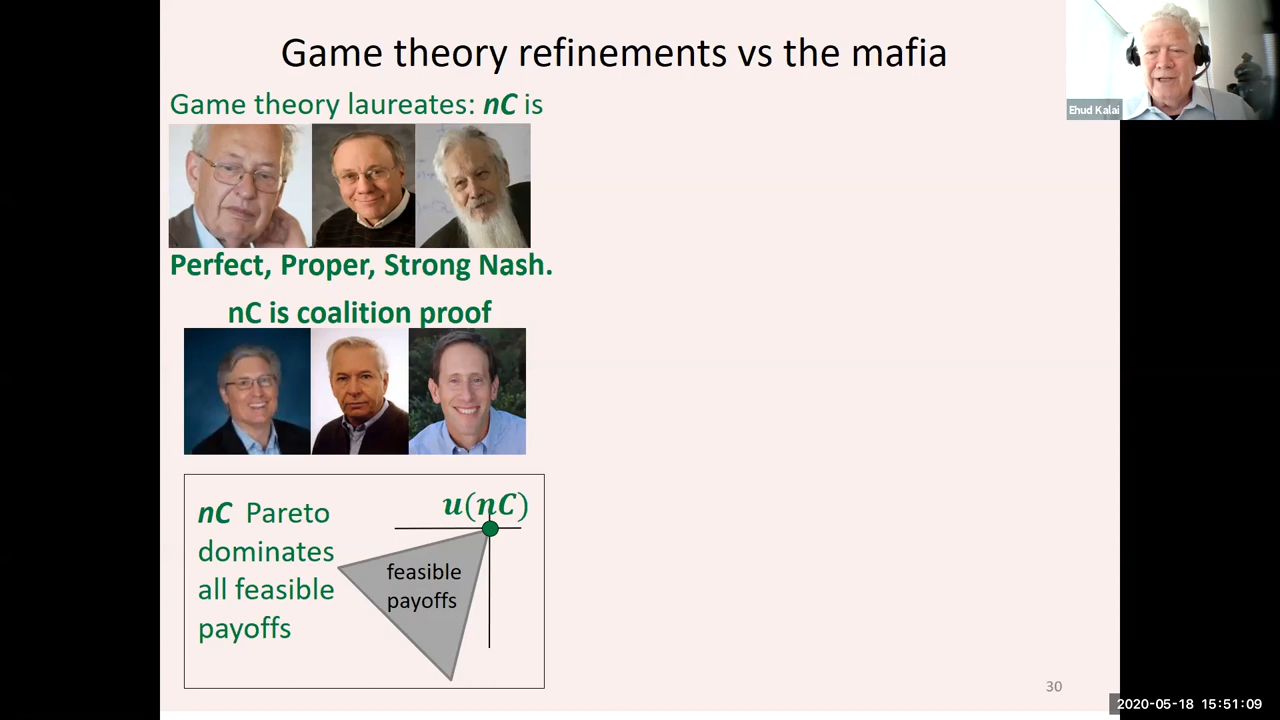 Game theory refinements vs the mafia
Ehud Kalai
Game theory laureates: nC is
Perfect, Proper, Strong Nash.
nC is coalition proof
nC Pareto
dominates
all feasible
payoffs
u(nC)
feasible
payoffs
30
2020-05-18 15:51:09